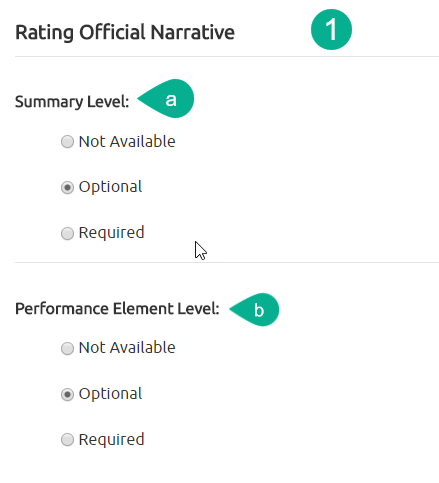 Rating Official Narrative 1
Summary Level: a
Not Available
Optional
Required
Performance Element Level: b
Not Available
Optional
Required